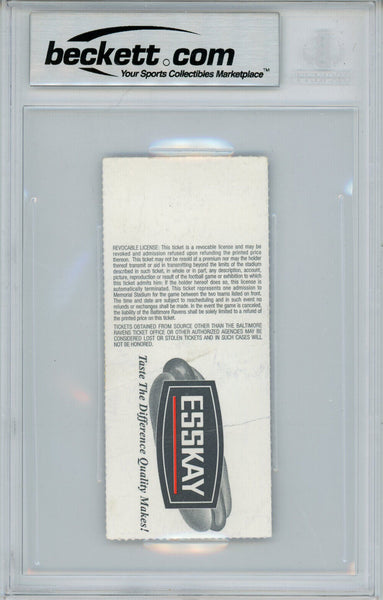 beckett.com
Your Sports Collectibles Marketplace™
REVOCABLE LICENSE: This ticket is a revocable license and may be
revoked and admission refused upon refunding the printed price
thereon. This ticket may not be resold at a premium nor may the holder
thereof transmit or aid in transmitting beyond the limits of the stadium
described in such ticket, in whole or in part, any description, account,
picture, reproduction or result of the football game or exhibition to which
this ticket admits him: If the holder hereof does so, this license is
automatically terminated. This ticket represents one admission to
Memorial Stadium for the game between the two teams listed on front.
The time and date are subject to rescheduling and in such event no
refunds or exchanges shall be made. In the event the game is canceled,
the liability of the Baltimore Ravens shall be solely limited to a refund of
the printed price on this ticket.
TICKETS OBTAINED FROM SOURCE OTHER THAN THE BALTIMORE
RAVENS TICKET OFFICE OR OTHER AUTHORIZED AGENCIES MAY BE
CONSIDERED LOST OR STOLEN TICKETS AND IN SUCH CASES WILL
NOT BE HONORED.
ESSKAY
Taste The Difference Quality Makes!